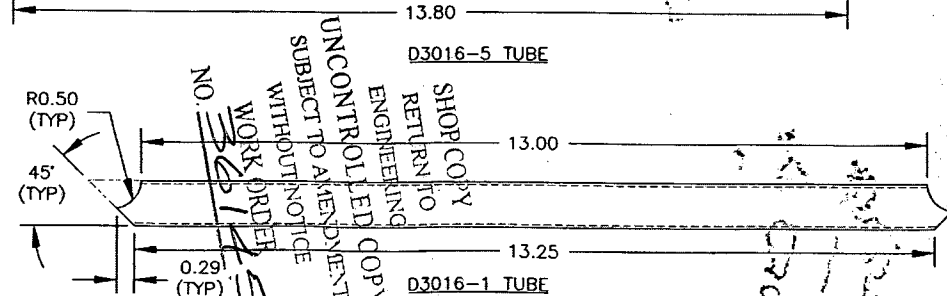 13.80
D3016-5 TUBE
R0.50
(TYP)
45°
(TYP)
13.00
13.25
0.29
(TYP)
D3016-1 TUBE
SHOP COPY
RETURN TO
ENGINEERING
UNCONTROLLED COPY
SUBJECT TO AMENDMENT
WITHOUT NOTICE
WORK ORDER
NO.